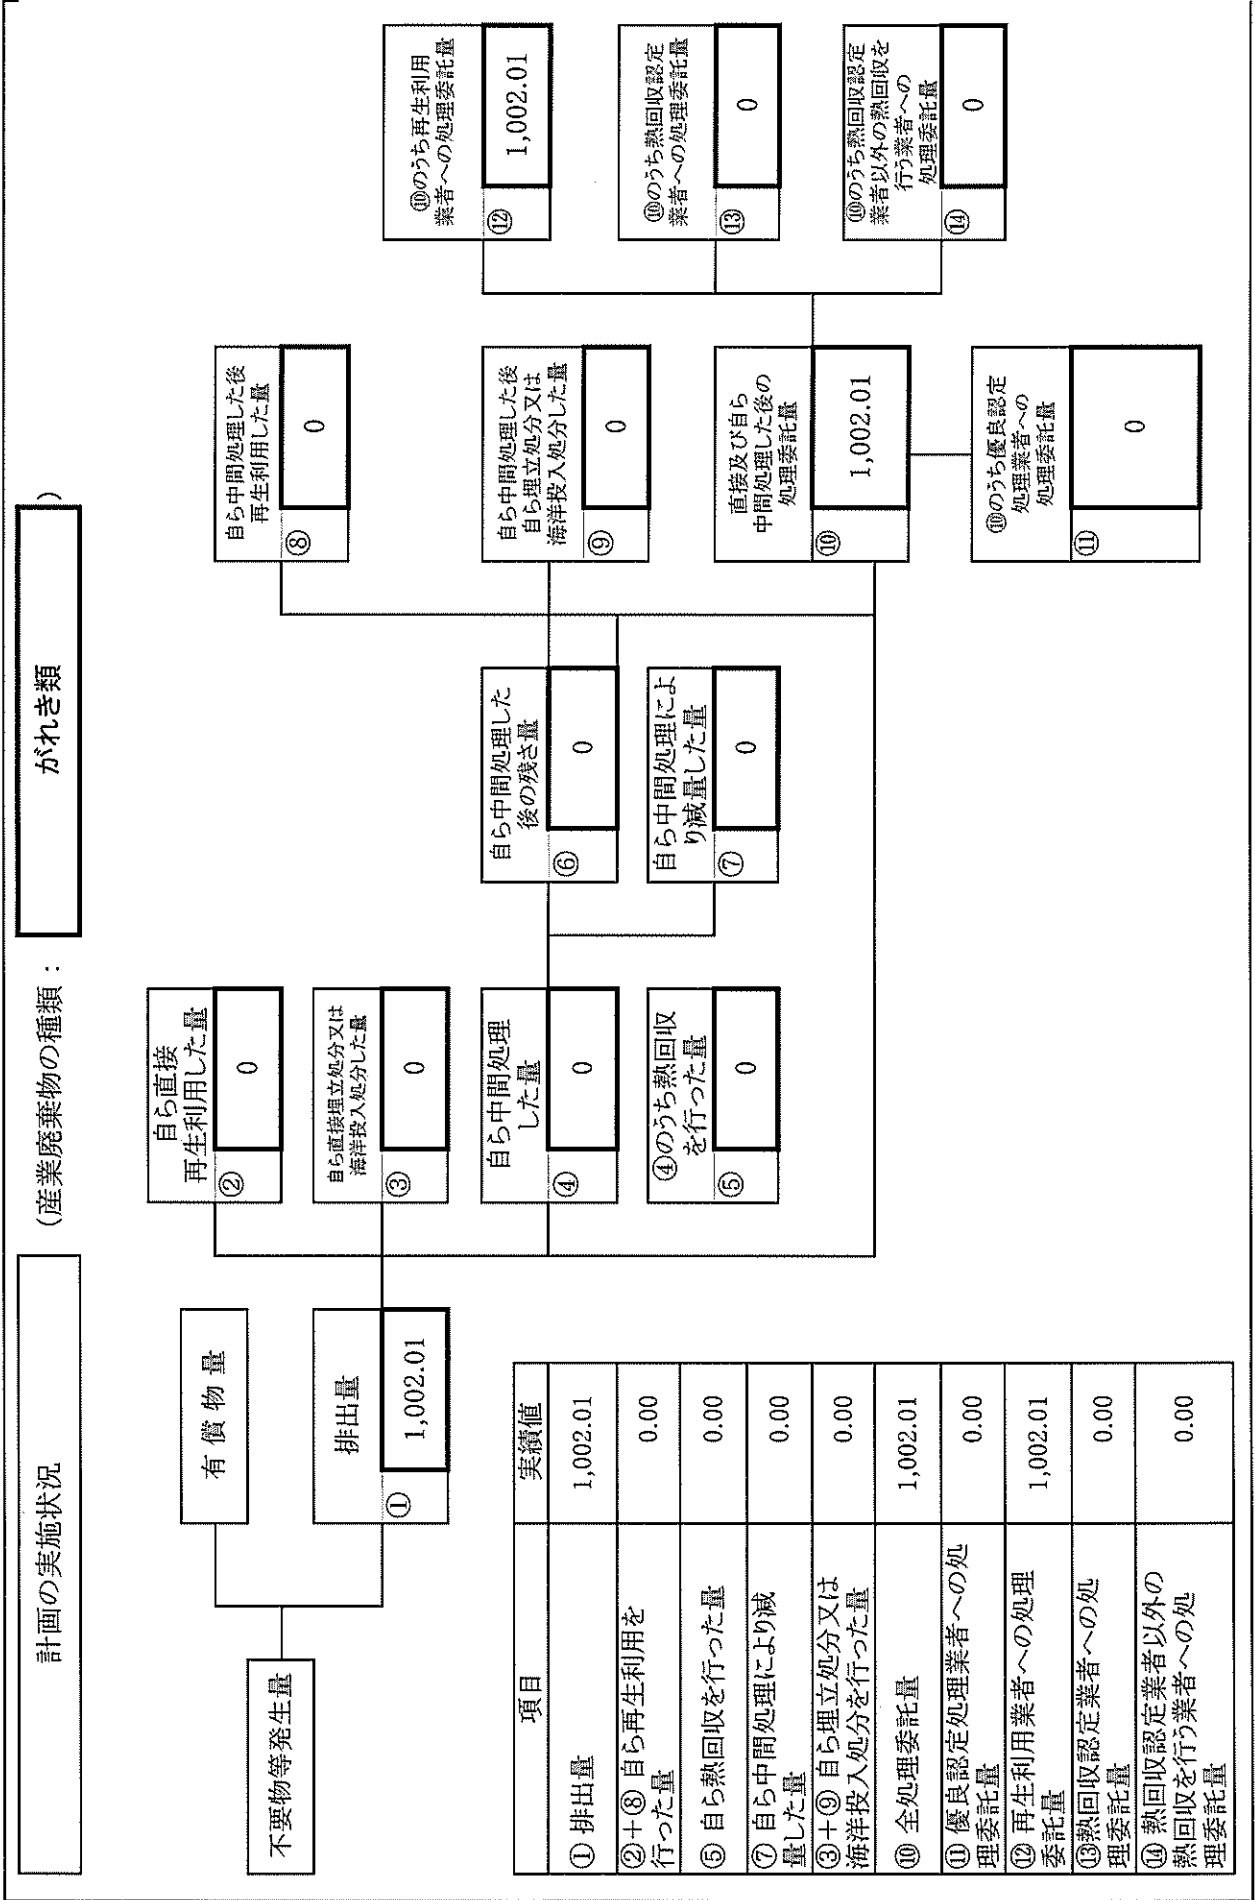 計画の実施状況
（産業廃棄物の種類：
がれき類
）
不要物等発生量
有償物量
排出量
①
1,002.01
自ら直接
再生利用した量
②
0
自ら直接埋立処分又は
海洋投入処分した量
③
0
自ら中間処理
した量
④
0
④のうち熱回収
を行った量
⑤
0
自ら中間処理した
後の残さ量
⑥
0
自ら中間処理によ
り減量した量
⑦
0
自ら中間処理した後
再生利用した量
⑧
0
自ら中間処理した後
自ら埋立処分又は
海洋投入処分した量
⑨
0
直接及び自ら
中間処理した後の
処理委託量
⑩
1,002.01
⑩のうち優良認定
処理業者への
処理委託量
⑪
0
⑩のうち再生利用
業者への処理委託量
⑫
1,002.01
⑩のうち熱回収認定
業者への処理委託量
⑬
0
⑩のうち熱回収認定
業者以外の熱回収を
行う業者への
処理委託量
⑭
0
項目
実績値
① 排出量
1,002.01
②＋⑧ 自ら再生利用を
行った量
0.00
⑤ 自ら熱回収を行った量
0.00
⑦ 自ら中間処理により減
量した量
0.00
③＋⑨ 自ら埋立処分又は
海洋投入処分を行った量
0.00
⑩ 全処理委託量
1,002.01
⑪ 優良認定処理業者への処
理委託量
0.00
⑫ 再生利用業者への処理
委託量
1,002.01
⑬熱回収認定業者への処
理委託量
0.00
⑭ 熱回収認定業者以外の
熱回収を行う業者への処
理委託量
0.00